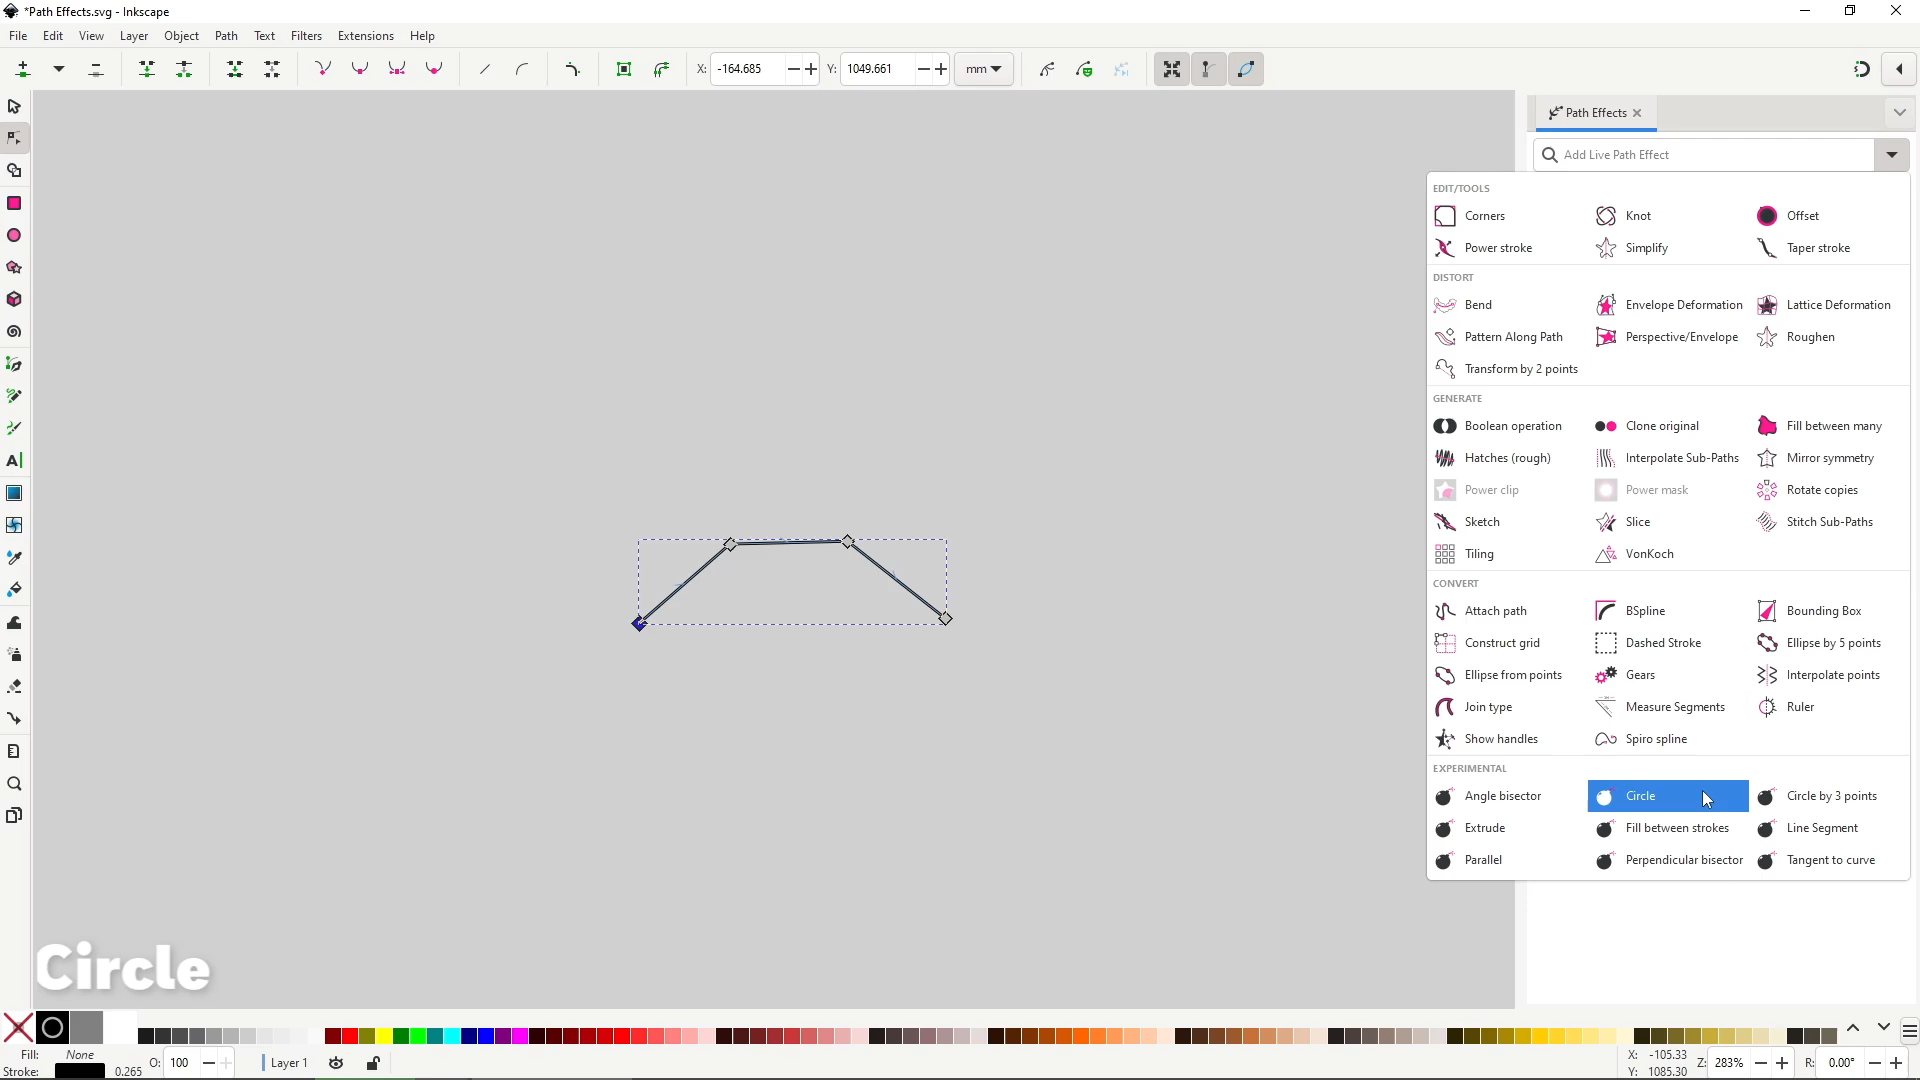 *Path Effects.svg - Inkscape
File Edit View Layer Object Path Text Filters Extensions Help
X: -164.685 Y: 1049.661 mm
Path Effects
Add Live Path Effect
EDIT/TOOLS
Corners Knot Offset
Power stroke Simplify Taper stroke
DISTORT
Bend Envelope Deformation Lattice Deformation
Pattern Along Path Perspective/Envelope Roughen
Transform by 2 points
GENERATE
Boolean operation Clone original Fill between many
Hatches (rough) Interpolate Sub-Paths Mirror symmetry
Power clip Power mask Rotate copies
Sketch Slice Stitch Sub-Paths
Tiling VonKoch
CONVERT
Attach path BSpline Bounding Box
Construct grid Dashed Stroke Ellipse by 5 points
Ellipse from points Gears Interpolate points
Join type Measure Segments Ruler
Show handles Spiro spline
EXPERIMENTAL
Angle bisector Circle Circle by 3 points
Extrude Fill between strokes Line Segment
Parallel Perpendicular bisector Tangent to curve
Circle
Fill: None O: 100 Layer 1 X: -105.33 Z: 283% R: 0.00°
Stroke: 0.265 Y: 1085.30